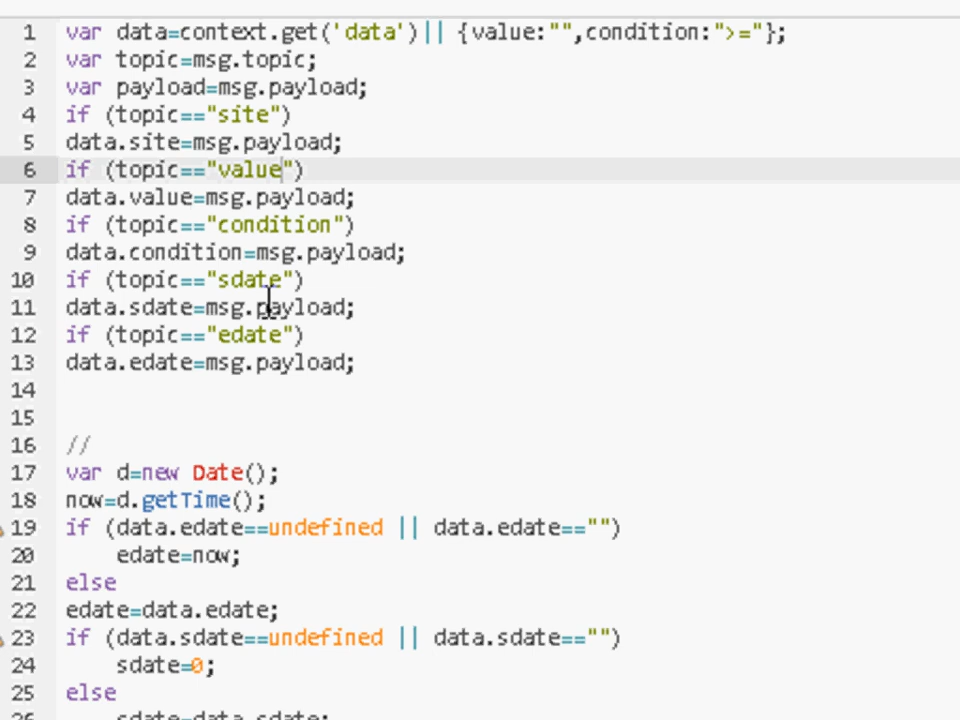 1 var data=context.get('data')|| {value:"",condition:">="};
2 var topic=msg.topic;
3 var payload=msg.payload;
4 if (topic=="site")
5 data.site=msg.payload;
6 if (topic=="value")
7 data.value=msg.payload;
8 if (topic=="condition")
9 data.condition=msg.payload;
10 if (topic=="sdate")
11 data.sdate=msg.payload;
12 if (topic=="edate")
13 data.edate=msg.payload;
14
15
16 //
17 var d=new Date();
18 now=d.getTime();
19 if (data.edate==undefined || data.edate=="")
20     edate=now;
21 else
22 edate=data.edate;
23 if (data.sdate==undefined || data.sdate=="")
24     sdate=0;
25 else
26     sdate=data.sdate;